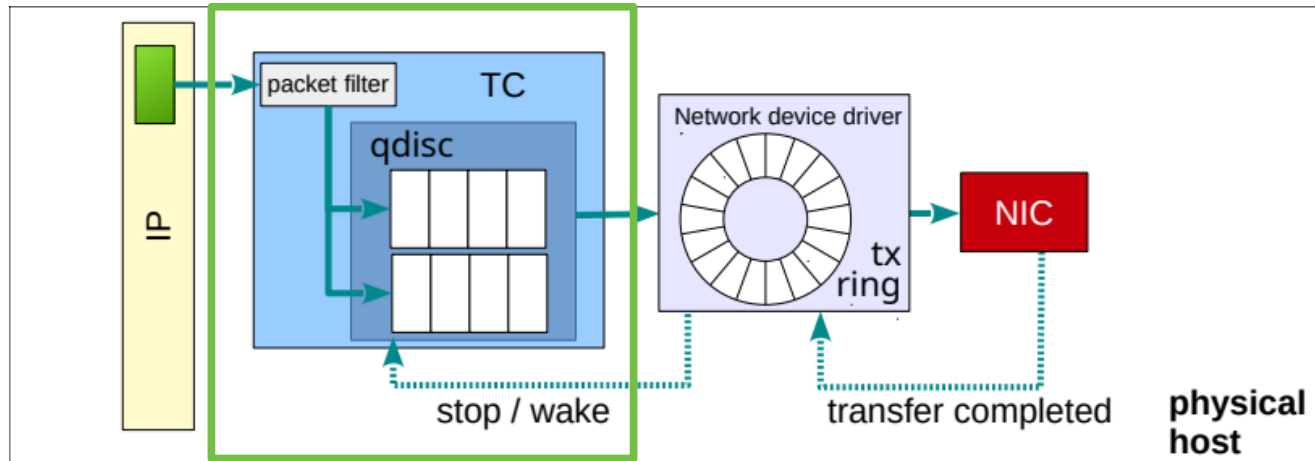 IP
packet filter
TC
qdisc
Network device driver
tx
ring
NIC
stop / wake
transfer completed
physical
host